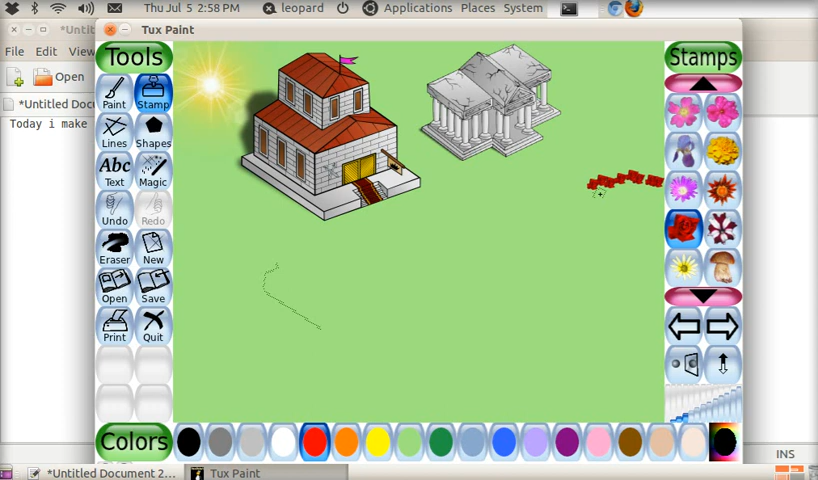 Thu Jul 5 2:58 PM
leopard
Applications Places System
*Untit
Tux Paint
File Edit
Open
*Untitled Docu
Today i make
Tools
Stamps
Paint
Stamp
Lines
Shapes
Abc
Text
Magic
Undo
Redo
Eraser
New
Open
Save
Print
Quit
Colors
INS
*Untitled Document 2...
Tux Paint